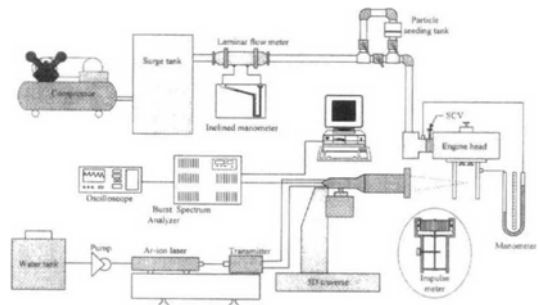 Particle
seeding tank
Laminar flow meter
Surge tank
Compressor
Inclined manometer
SCV
Engine head
Oscilloscope
Burst Spectrum
Analyzer
Manometer
Impulse
meter
Pump
Ar-ion laser
Transmitter
Water tank
3D traverse